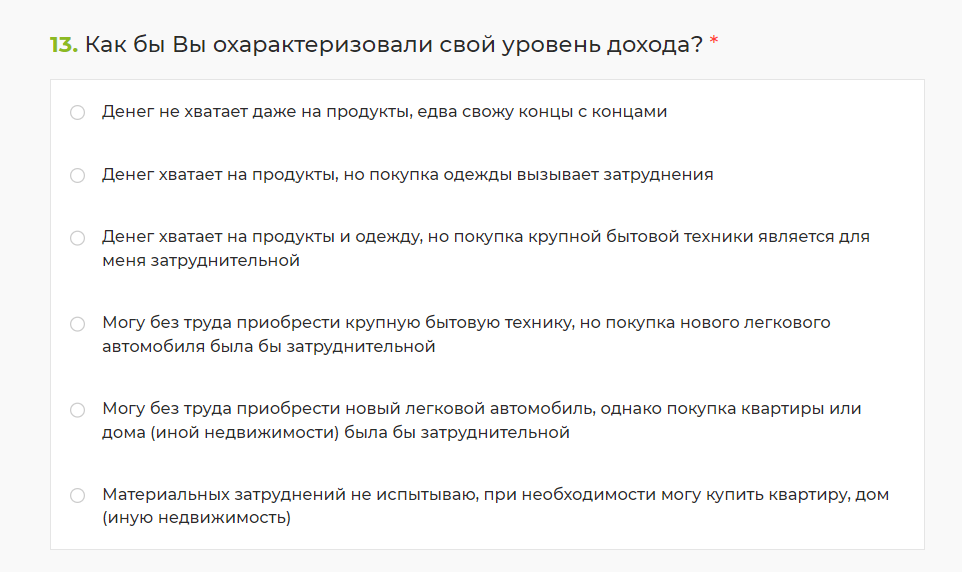 13. Как бы Вы охарактеризовали свой уровень дохода? *
Денег не хватает даже на продукты, едва свожу концы с концами
Денег хватает на продукты, но покупка одежды вызывает затруднения
Денег хватает на продукты и одежду, но покупка крупной бытовой техники является для
меня затруднительной
Могу без труда приобрести крупную бытовую технику, но покупка нового легкового
автомобиля была бы затруднительной
Могу без труда приобрести новый легковой автомобиль, однако покупка квартиры или
дома (иной недвижимости) была бы затруднительной
Материальных затруднений не испытываю, при необходимости могу купить квартиру, дом
(иную недвижимость)